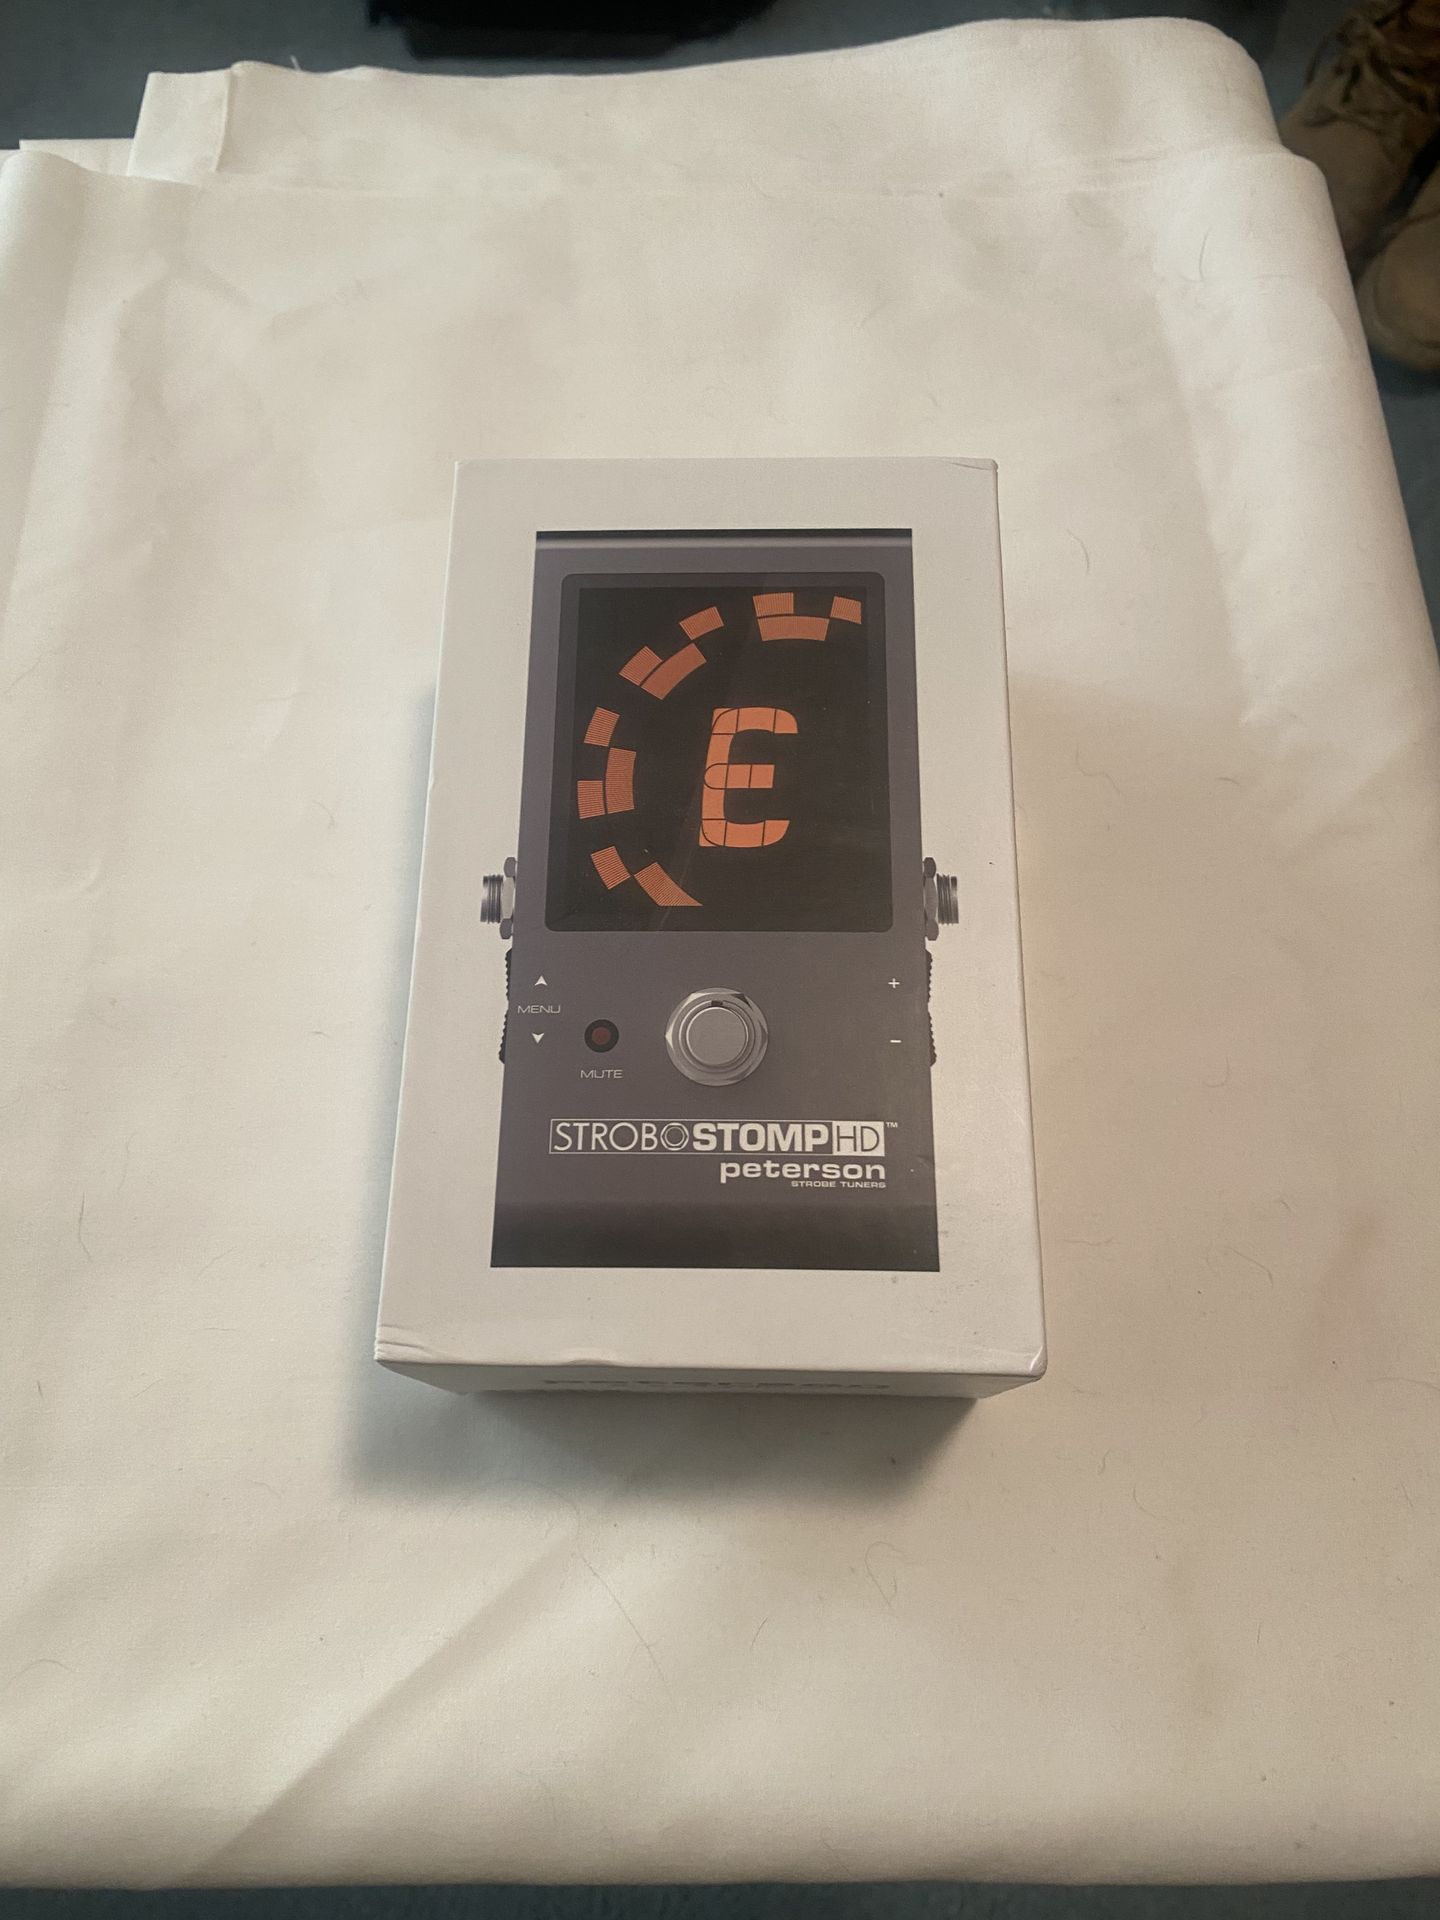 E
+
MENU
-
MUTE
STROBOSTOMPHD™
peterson
STROBE TUNERS